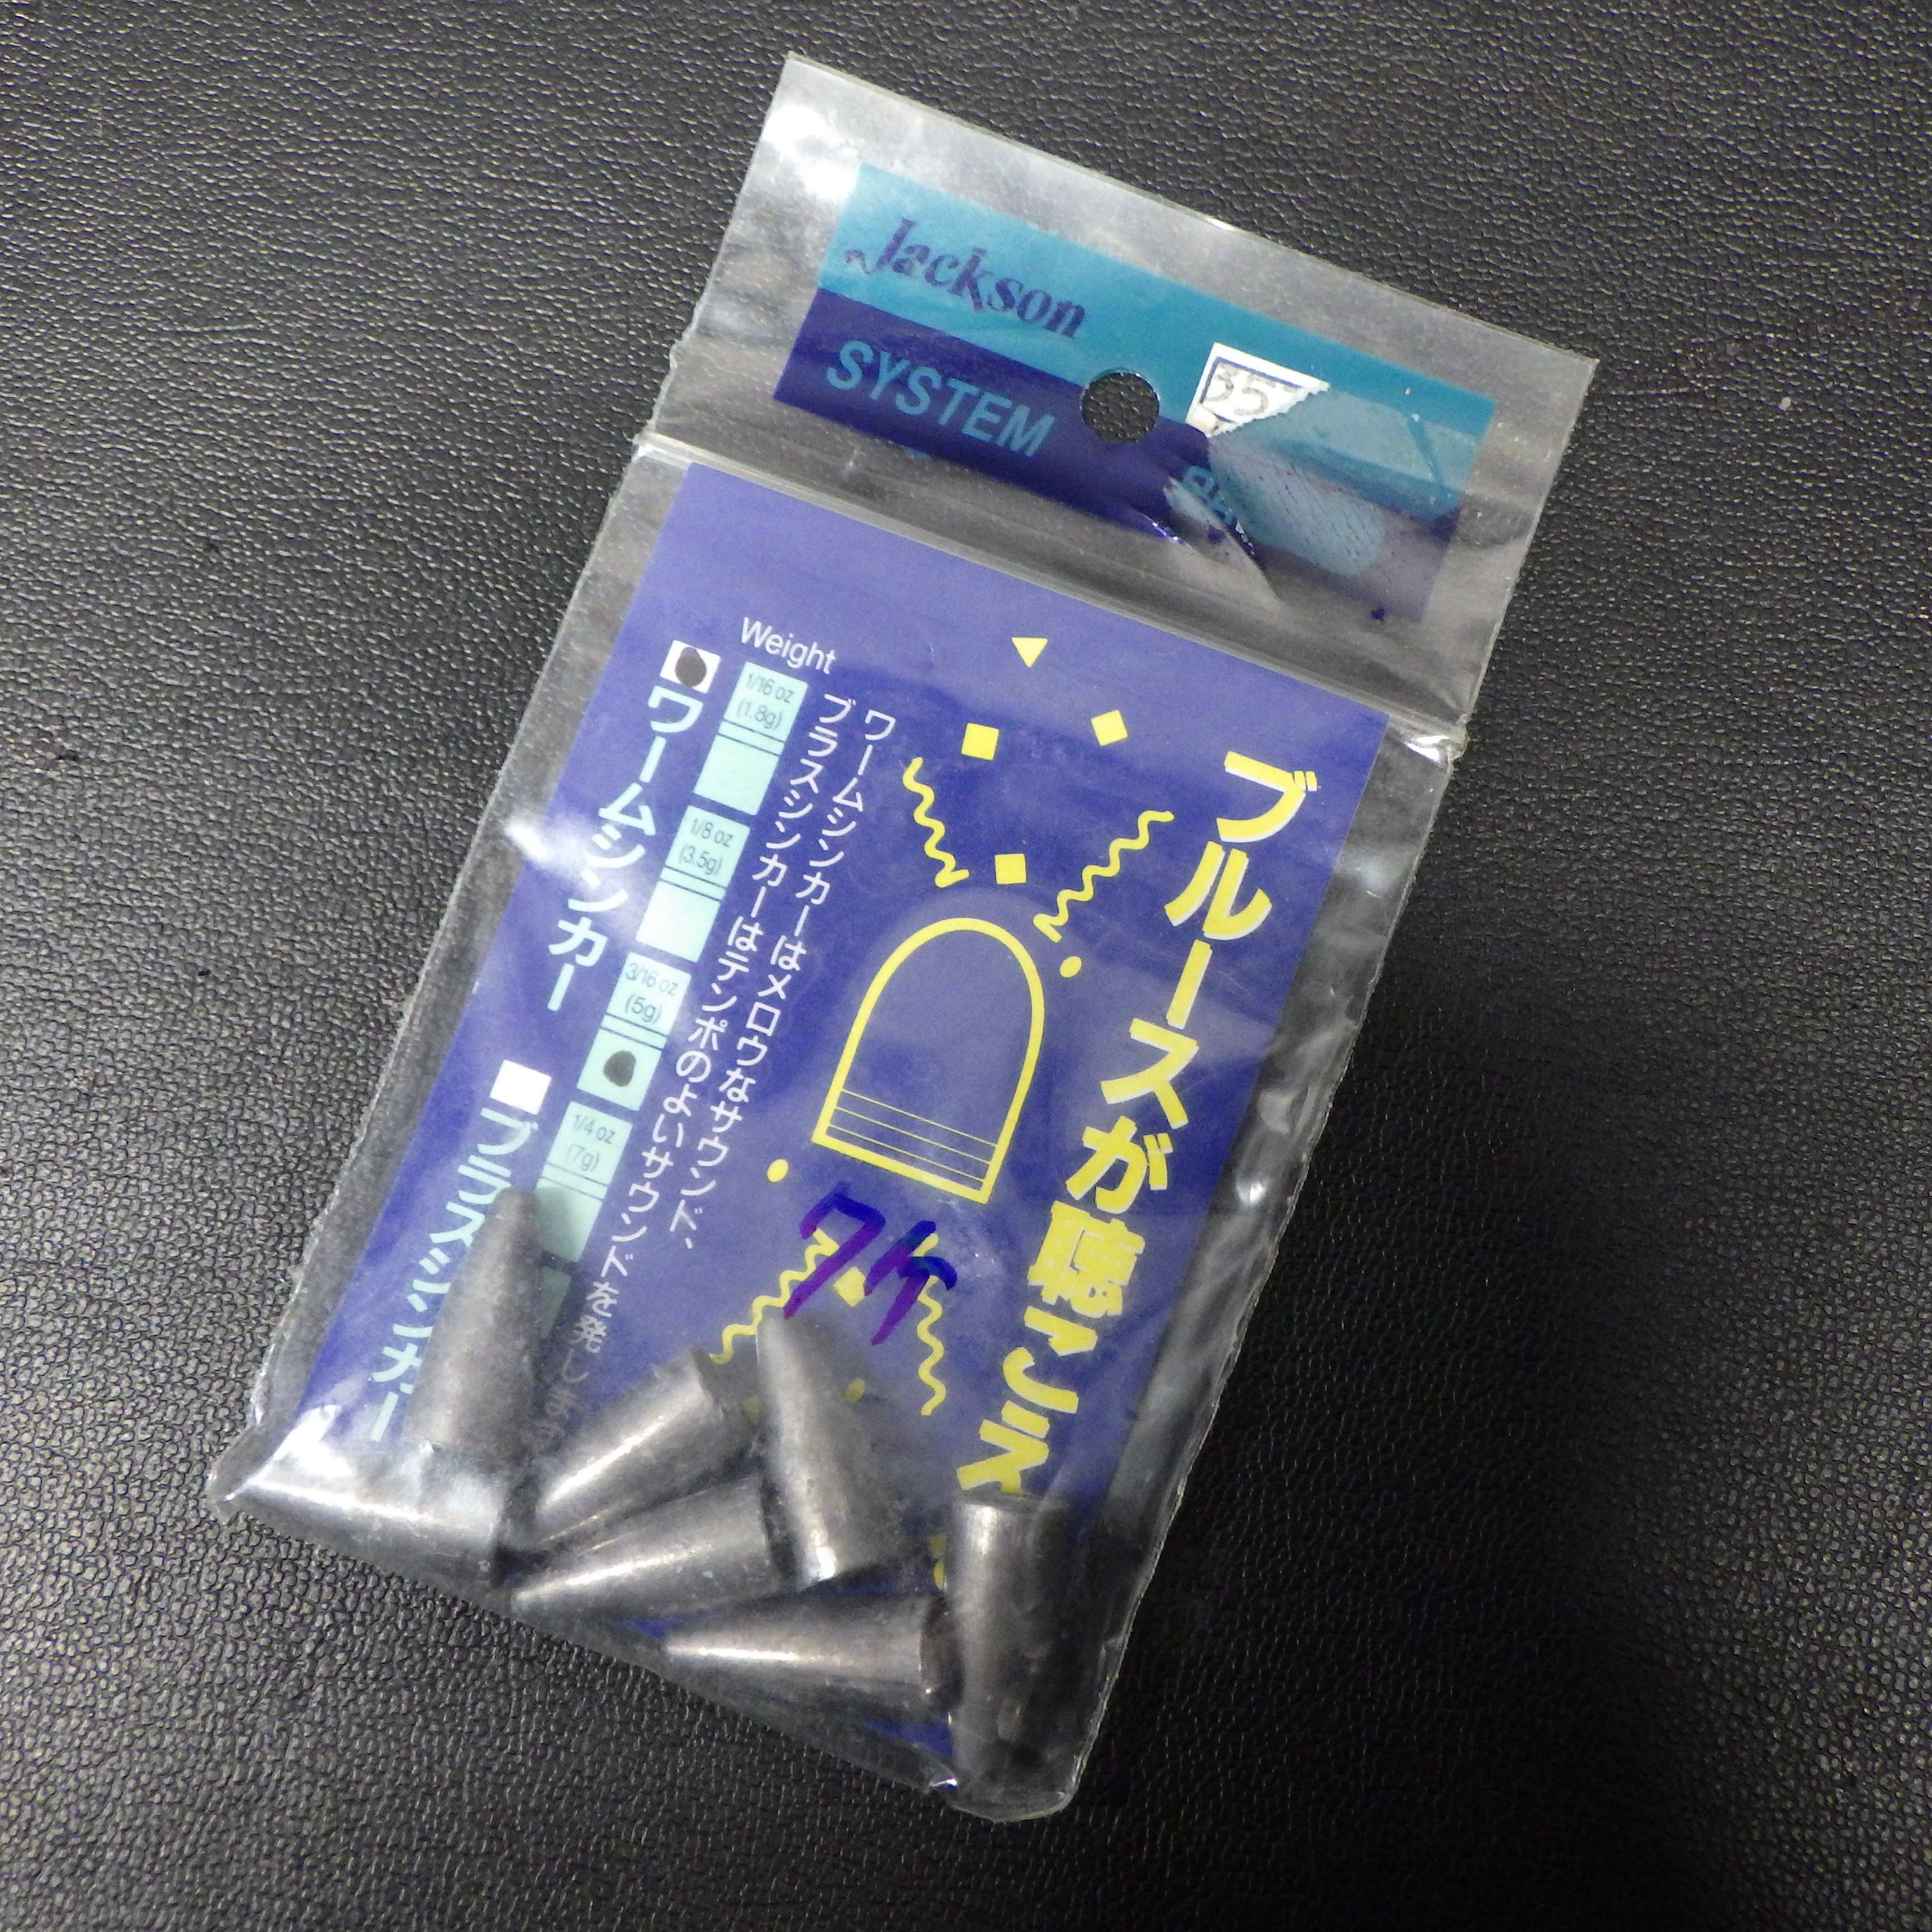 Jackson
SYSTEM
35
ブルースが聴こえ
7ケ
ワームシンカーはメロウなサウンド、
ブラスシンカーはテンポのよいサウンドを発しま
Weight
1/16 oz
(1.8g)
1/8 oz
(3.5g)
3/16 oz
(5g)
1/4 oz
(7g)
ワームシンカー
ブラスシンカー